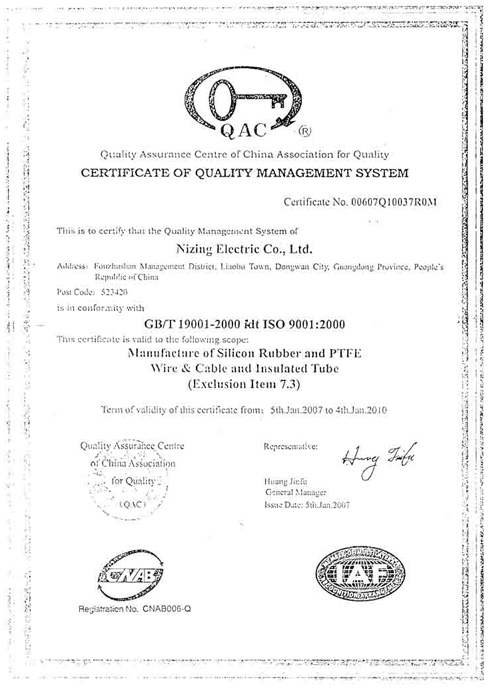 QAC ®
Quality Assurance Centre of China Association for Quality
CERTIFICATE OF QUALITY MANAGEMENT SYSTEM
Certificate No. 00607Q10037R0M
This is to certify that the Quality Management System of
Nizing Electric Co., Ltd.
Address: Fouzhushan Management District, Liaobu Town, Dongwan City, Guangdong Province, People's
Republic of China
Post Code: 523420
is in conformity with
GB/T 19001-2000 idt ISO 9001:2000
This certificate is valid to the following scope:
Manufacture of Silicon Rubber and PTFE
Wire & Cable and Insulated Tube
(Exclusion Item 7.3)
Term of validity of this certificate from: 5th.Jan.2007 to 4th.Jan.2010
Quality Assurance Centre
of China Association
for Quality
(QAC)
Representative:
Huang Jinfu
General Manager
Issue Date: 5th.Jan.2007
CNAB
IAF
Registration No. CNAB006-Q